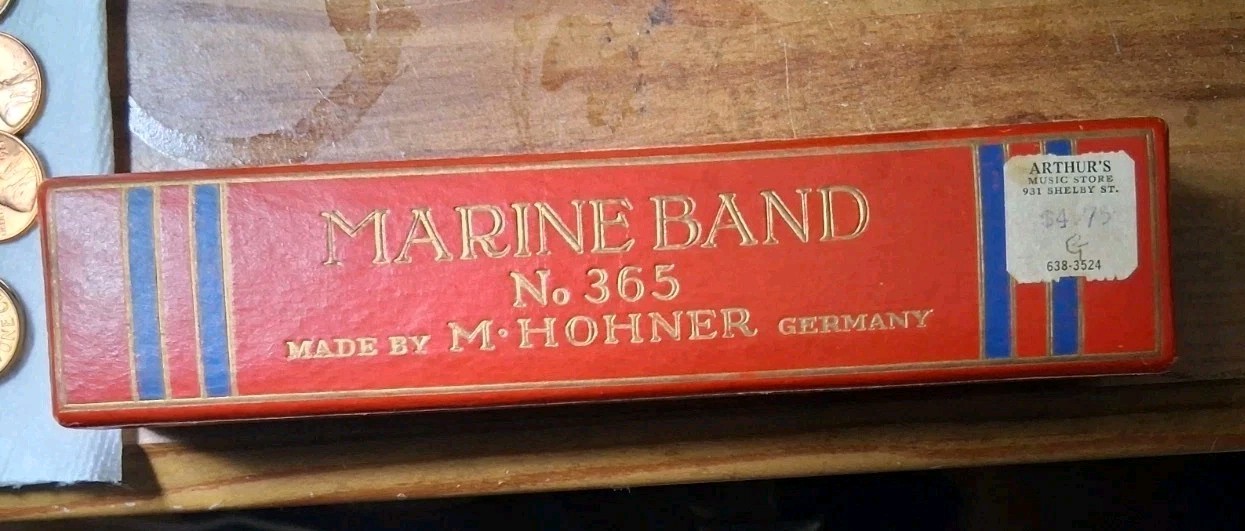 MARINE BAND
No 365
MADE BY M·HOHNER GERMANY
ARTHUR'S
MUSIC STORE
931 SHELBY ST.
$4.75
G
638-3524